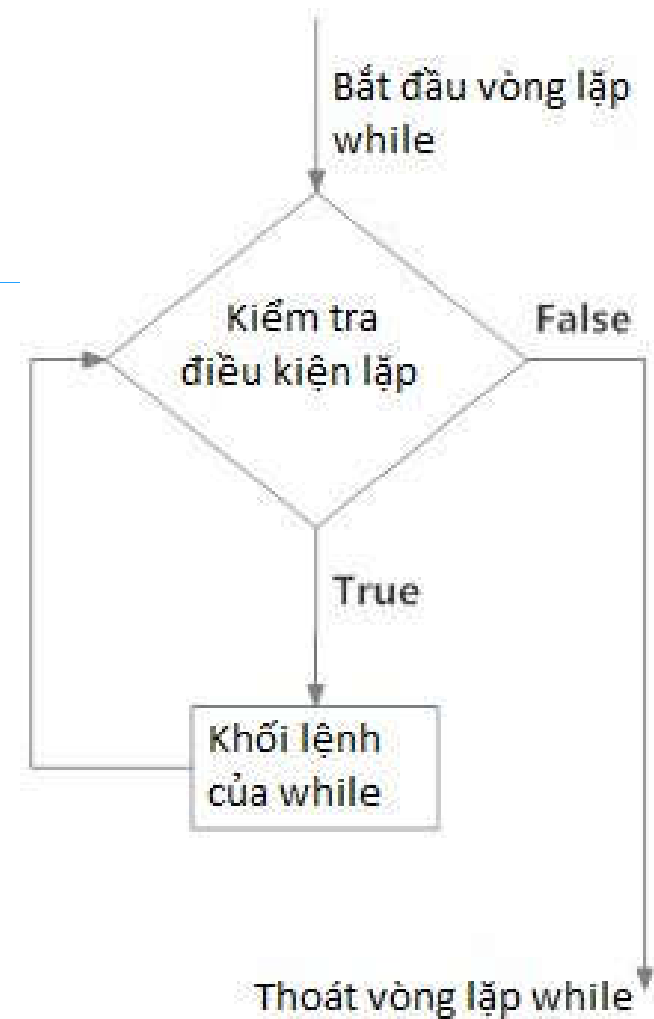 Bắt đầu vòng lặp
while
Kiểm tra
điều kiện lặp
False
True
Khối lệnh
của while
Thoát vòng lặp while